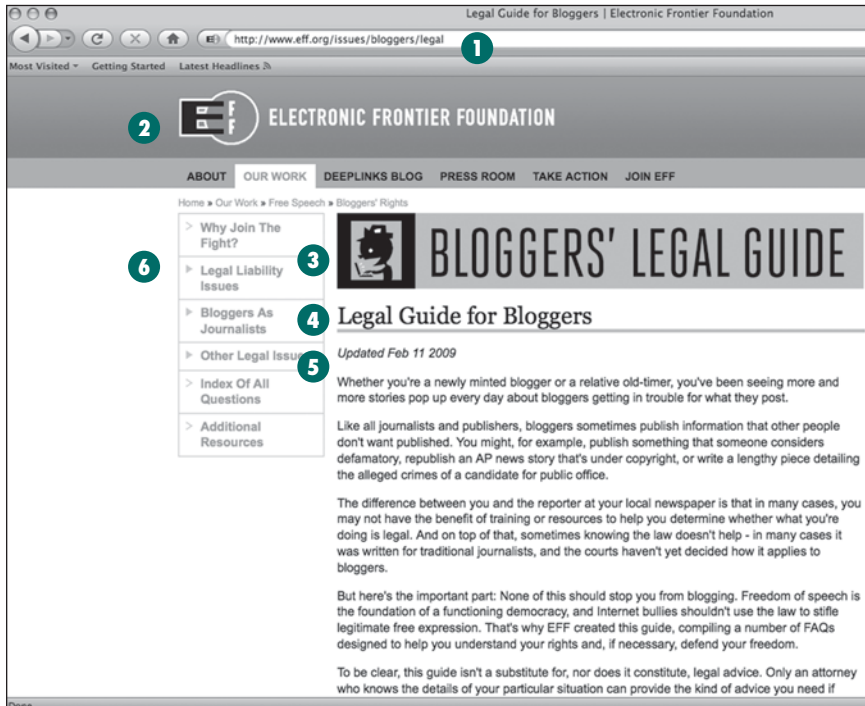 Legal Guide for Bloggers | Electronic Frontier Foundation
http://www.eff.org/issues/bloggers/legal
1
Most Visited Getting Started Latest Headlines
2
EFF ELECTRONIC FRONTIER FOUNDATION
ABOUT OUR WORK DEEPLINKS BLOG PRESS ROOM TAKE ACTION JOIN EFF
Home » Our Work » Free Speech » Bloggers' Rights
6
> Why Join The
Fight?
Legal Liability
Issues
Bloggers As
Journalists
Other Legal Issu
> Index Of All
Questions
> Additional
Resources
3
BLOGGERS' LEGAL GUIDE
4
Legal Guide for Bloggers
5
Updated Feb 11 2009
Whether you're a newly minted blogger or a relative old-timer, you've been seeing more and
more stories pop up every day about bloggers getting in trouble for what they post.
Like all journalists and publishers, bloggers sometimes publish information that other people
don't want published. You might, for example, publish something that someone considers
defamatory, republish an AP news story that's under copyright, or write a lengthy piece detailing
the alleged crimes of a candidate for public office.
The difference between you and the reporter at your local newspaper is that in many cases, you
may not have the benefit of training or resources to help you determine whether what you're
doing is legal. And on top of that, sometimes knowing the law doesn't help - in many cases it
was written for traditional journalists, and the courts haven't yet decided how it applies to
bloggers.
But here's the important part: None of this should stop you from blogging. Freedom of speech is
the foundation of a functioning democracy, and Internet bullies shouldn't use the law to stifle
legitimate free expression. That's why EFF created this guide, compiling a number of FAQs
designed to help you understand your rights and, if necessary, defend your freedom.
To be clear, this guide isn't a substitute for, nor does it constitute, legal advice. Only an attorney
who knows the details of your particular situation can provide the kind of advice you need if